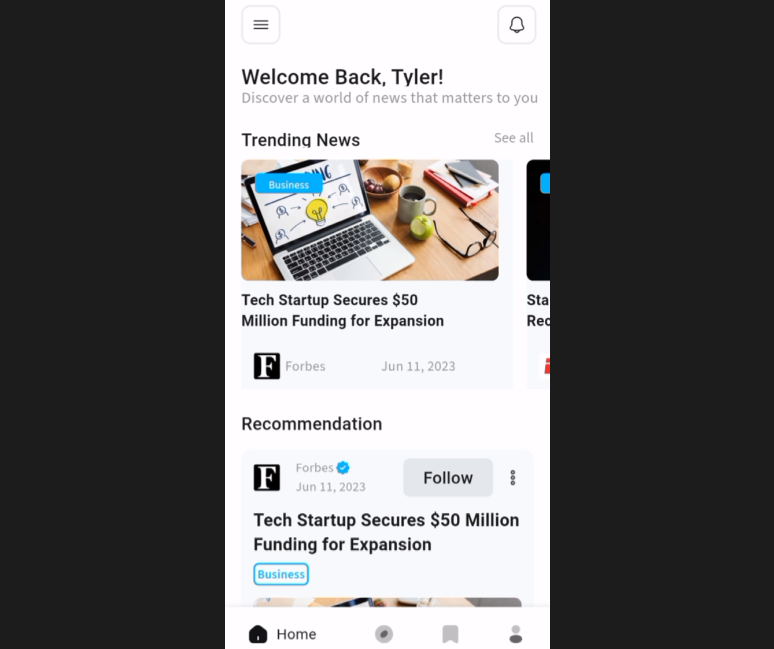 Welcome Back, Tyler!
Discover a world of news that matters to you
Trending News
See all
Business
Tech Startup Secures $50
Million Funding for Expansion
F Forbes
Jun 11, 2023
Sta
Rec
Recommendation
F
Forbes
Jun 11, 2023
Follow
Tech Startup Secures $50 Million
Funding for Expansion
Business
Home